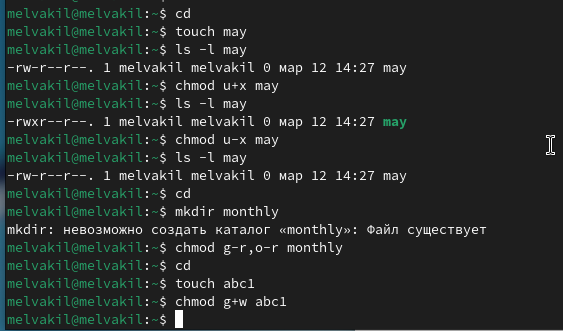 melvakil@melvakil:~$ cd
melvakil@melvakil:~$ touch may
melvakil@melvakil:~$ ls -l may
-rw-r--r--. 1 melvakil melvakil 0 мар 12 14:27 may
melvakil@melvakil:~$ chmod u+x may
melvakil@melvakil:~$ ls -l may
-rwxr--r--. 1 melvakil melvakil 0 мар 12 14:27 may
melvakil@melvakil:~$ chmod u-x may
melvakil@melvakil:~$ ls -l may
-rw-r--r--. 1 melvakil melvakil 0 мар 12 14:27 may
melvakil@melvakil:~$ cd
melvakil@melvakil:~$ mkdir monthly
mkdir: невозможно создать каталог «monthly»: Файл существует
melvakil@melvakil:~$ chmod g-r,o-r monthly
melvakil@melvakil:~$ cd
melvakil@melvakil:~$ touch abc1
melvakil@melvakil:~$ chmod g+w abc1
melvakil@melvakil:~$